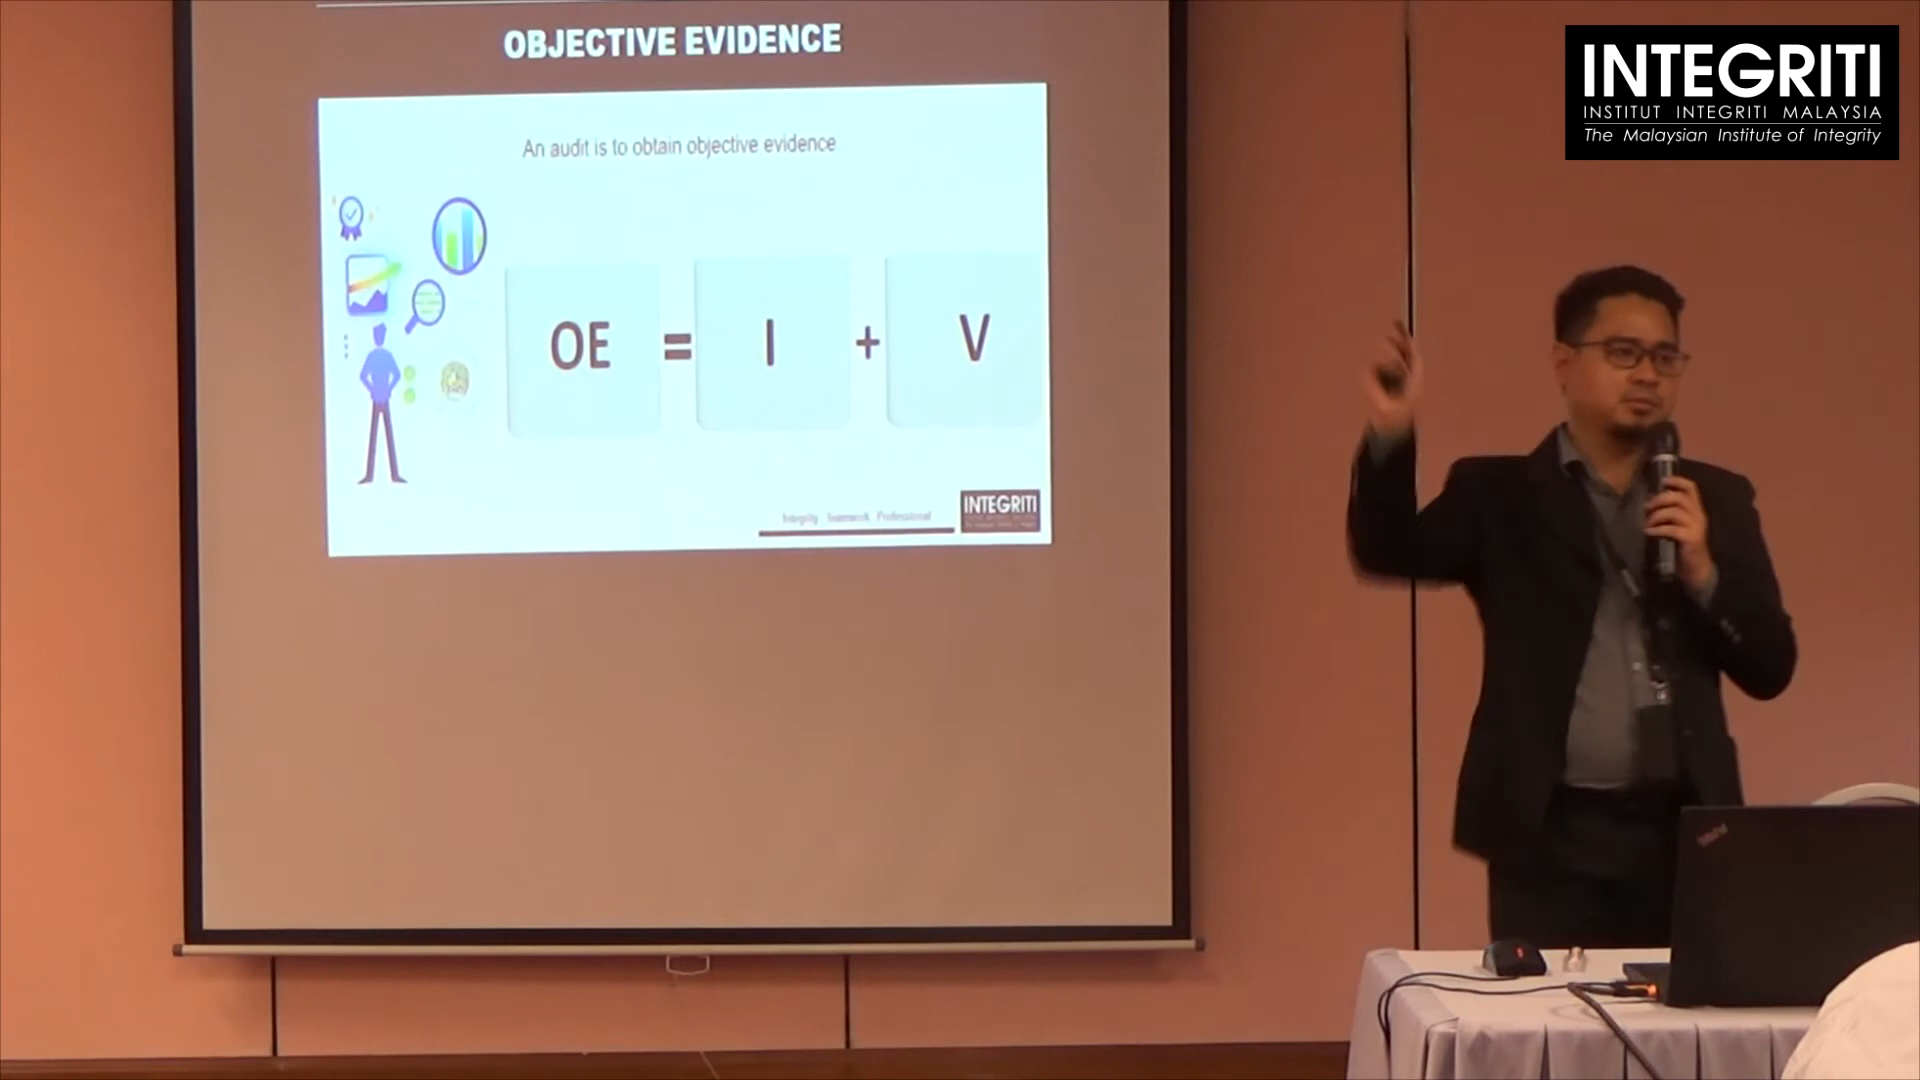 OBJECTIVE EVIDENCE
An audit is to obtain objective evidence
OE = I + V
Integrity Teamwork Professional
INTEGRITI
INTEGRITI
INSTITUT INTEGRITI MALAYSIA
The Malaysian Institute of Integrity
ThinkPad